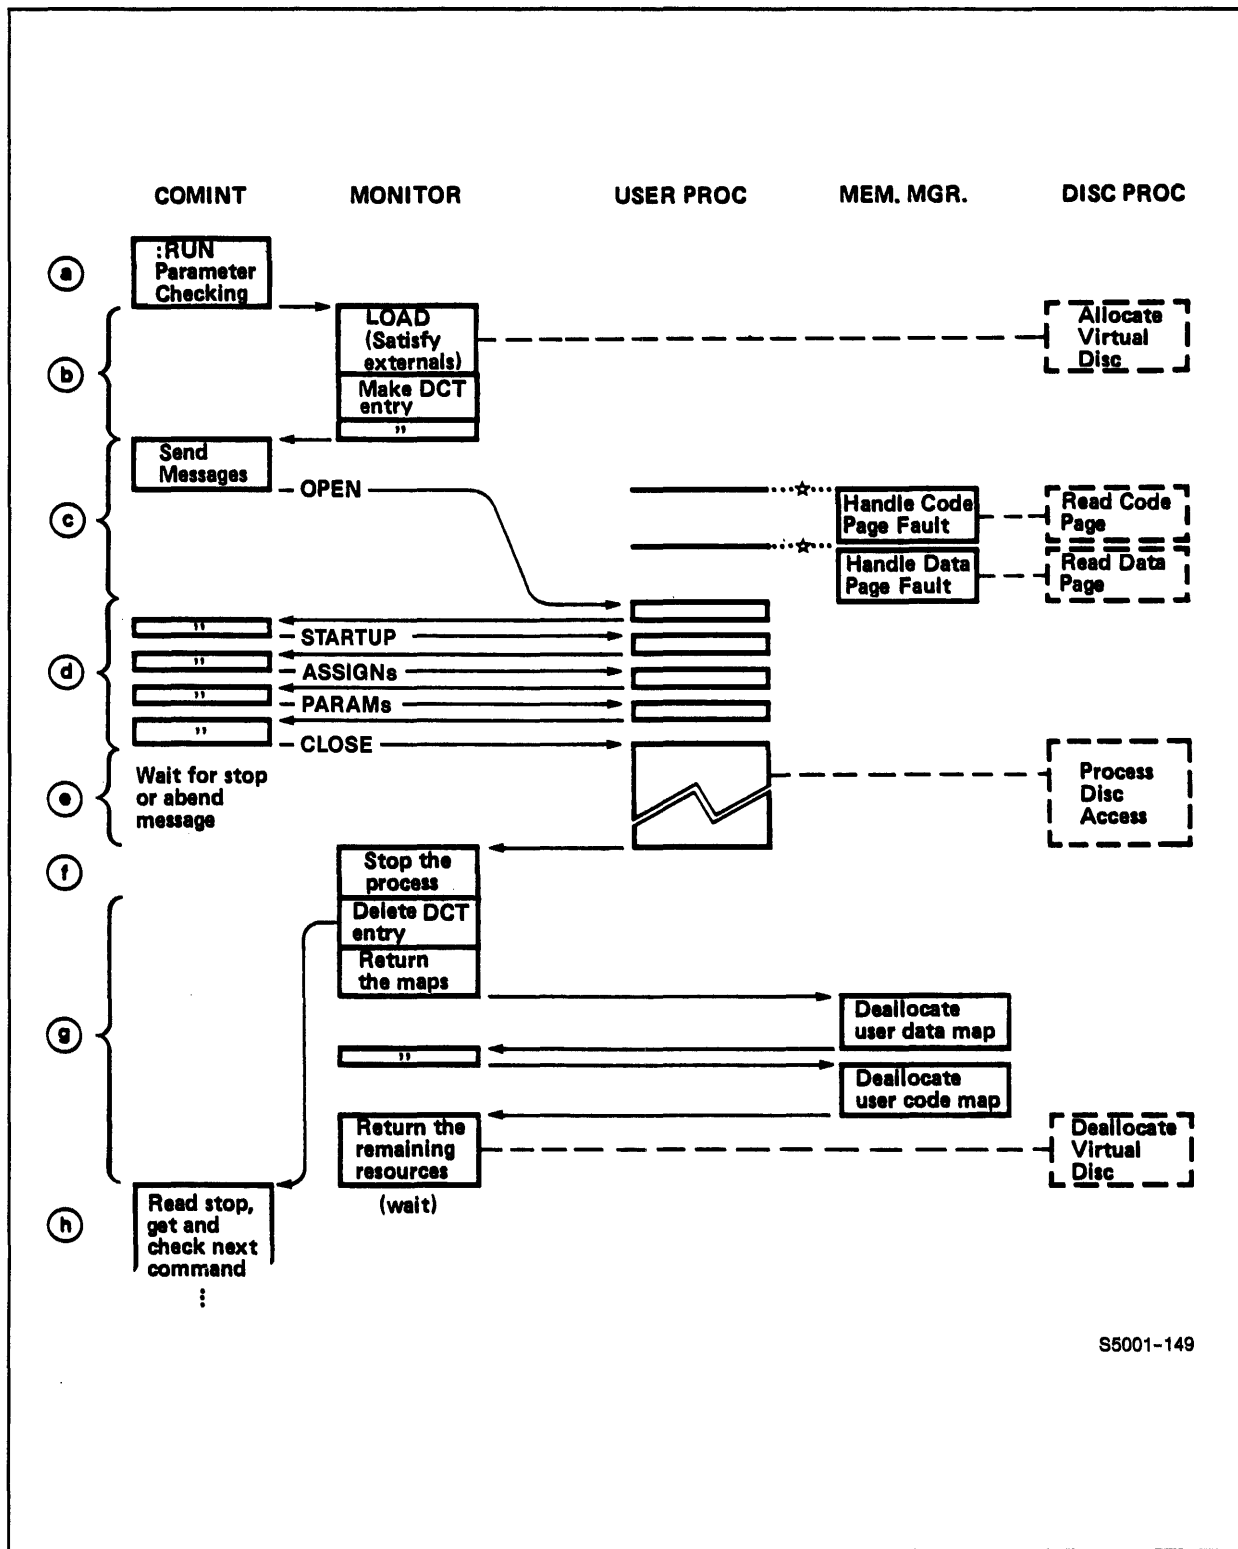 COMINT MONITOR USER PROC MEM. MGR. DISC PROC
a
:RUN
Parameter
Checking
b
LOAD
(Satisfy
externals)
Make DCT
entry
"
Allocate
Virtual
Disc
Send
Messages
OPEN
c
Handle Code
Page Fault
Read Code
Page
Handle Data
Page Fault
Read Data
Page
d
"
STARTUP
"
ASSIGNs
"
PARAMs
"
CLOSE
e
Wait for stop
or abend
message
Process
Disc
Access
f
Stop the
process
Delete DCT
entry
Return
the maps
g
Deallocate
user data map
"
Deallocate
user code map
Return the
remaining
resources
(wait)
Deallocate
Virtual
Disc
h
Read stop,
get and
check next
command
S5001-149